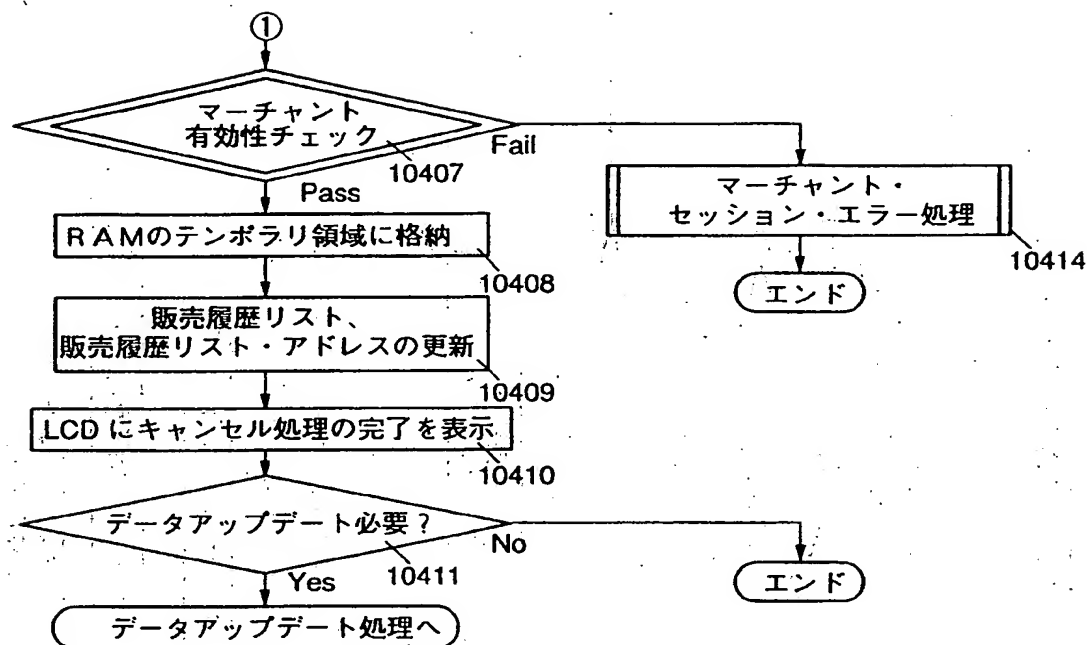 ①
マーチャント
有効性チェック
10407
Fail
Pass
マーチャント・
セッション・エラー処理
10414
RAMのテンポラリ領域に格納
10408
エンド
販売履歴リスト、
販売履歴リスト・アドレスの更新
10409
LCDにキャンセル処理の完了を表示
10410
データアップデート必要?
10411
No
Yes
エンド
データアップデート処理へ